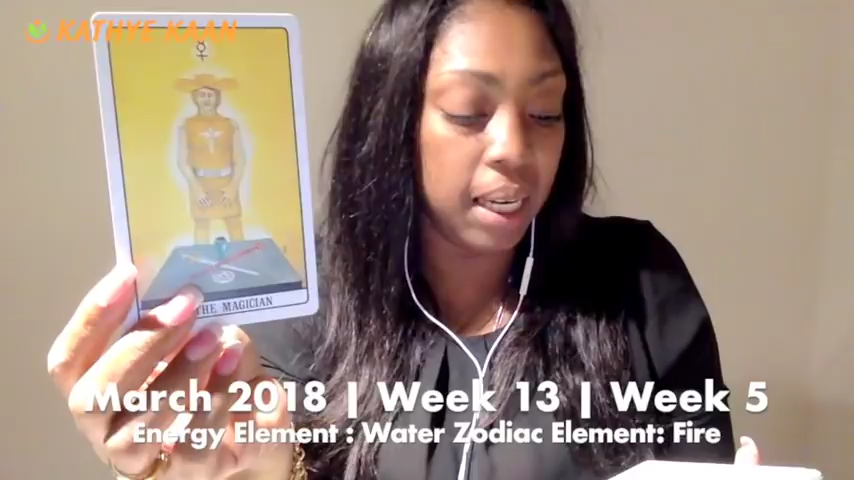 KATHYE KAAN
THE MAGICIAN
March 2018 | Week 13 | Week 5
Energy Element : Water Zodiac Element: Fire